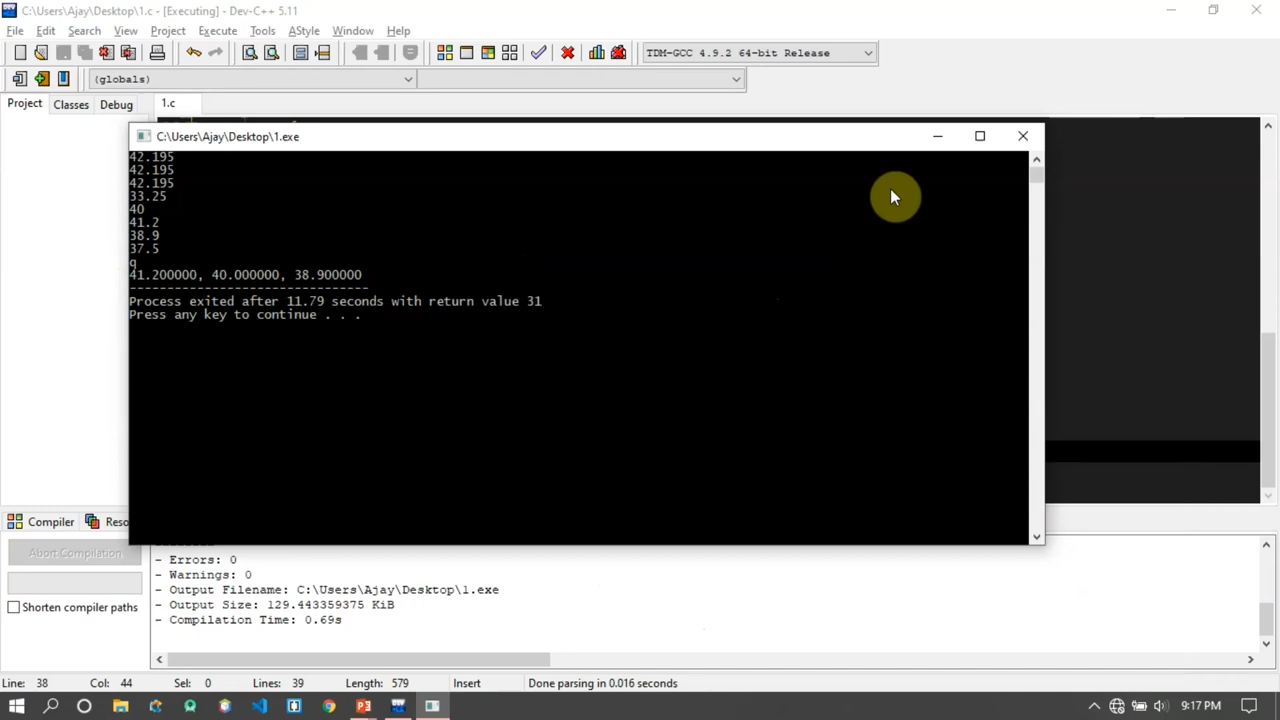 C:\Users\Ajay\Desktop\1.c - [Executing] - Dev-C++ 5.11
File Edit Search View Project Execute Tools AStyle Window Help
TDM-GCC 4.9.2 64-bit Release
(globals)
Project Classes Debug 1.c
C:\Users\Ajay\Desktop\1.exe
42.195
42.195
42.195
33.25
40
41.2
38.9
37.5
q
41.200000, 40.000000, 38.900000
--------------------------------
Process exited after 11.79 seconds with return value 31
Press any key to continue . . .
Compiler Reso
Abort Compilation
Shorten compiler paths
- Errors: 0
- Warnings: 0
- Output Filename: C:\Users\Ajay\Desktop\1.exe
- Output Size: 129.443359375 KiB
- Compilation Time: 0.69s
Line: 38 Col: 44 Sel: 0 Lines: 39 Length: 579 Insert Done parsing in 0.016 seconds
9:17 PM